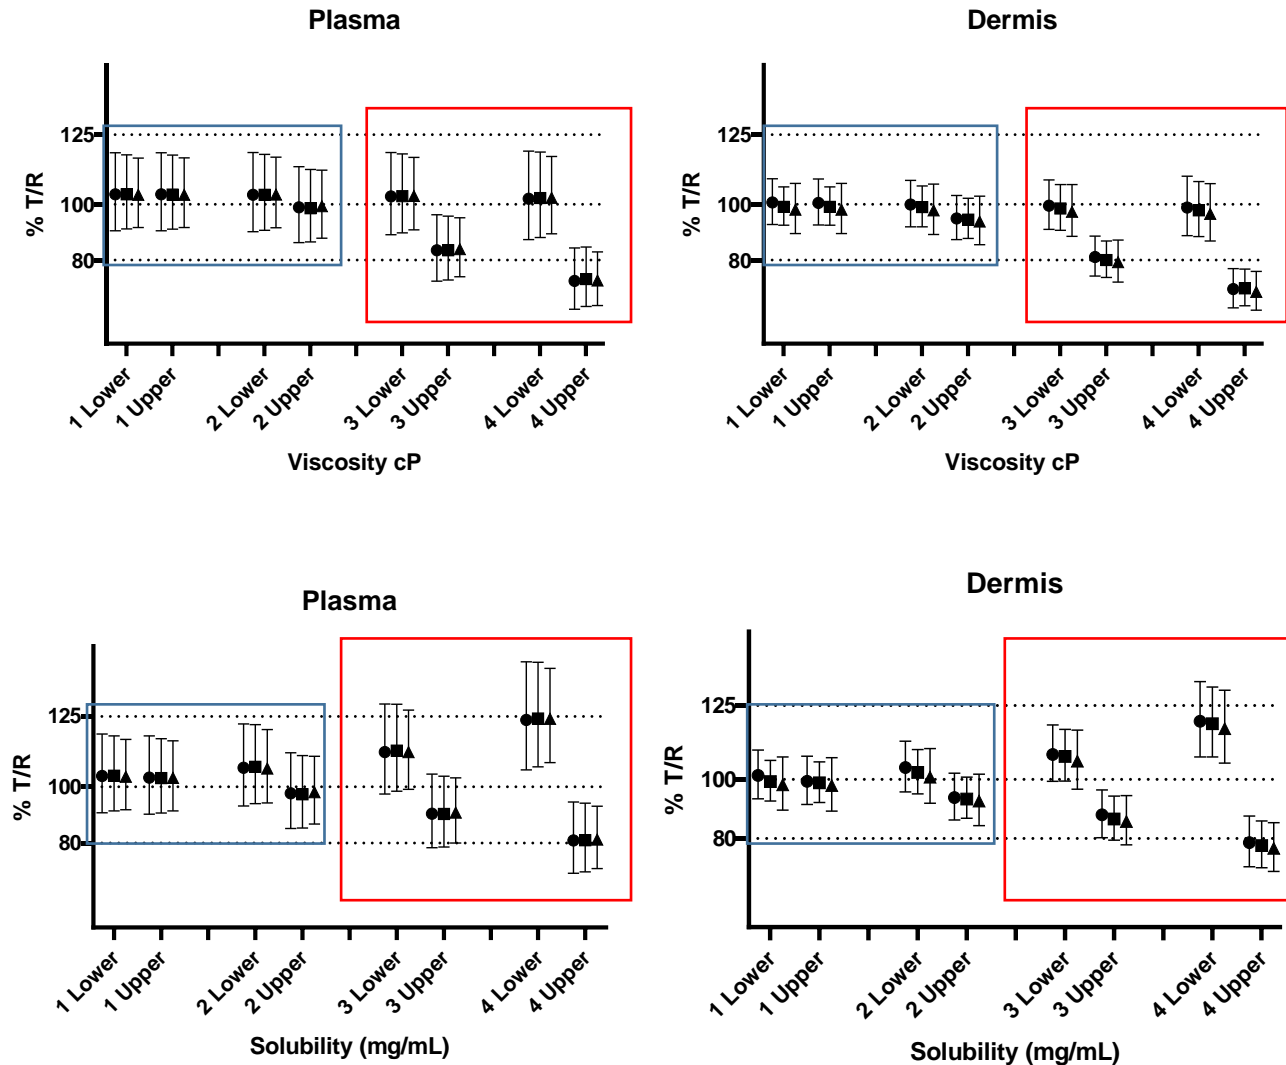 Plasma
% T/R
125
100
80
1 Lower
1 Upper
2 Lower
2 Upper
3 Lower
3 Upper
4 Lower
4 Upper
Viscosity cP
Dermis
% T/R
125
100
80
1 Lower
1 Upper
2 Lower
2 Upper
3 Lower
3 Upper
4 Lower
4 Upper
Viscosity cP
Plasma
% T/R
125
100
80
1 Lower
1 Upper
2 Lower
2 Upper
3 Lower
3 Upper
4 Lower
4 Upper
Solubility (mg/mL)
Dermis
% T/R
125
100
80
1 Lower
1 Upper
2 Lower
2 Upper
3 Lower
3 Upper
4 Lower
4 Upper
Solubility (mg/mL)